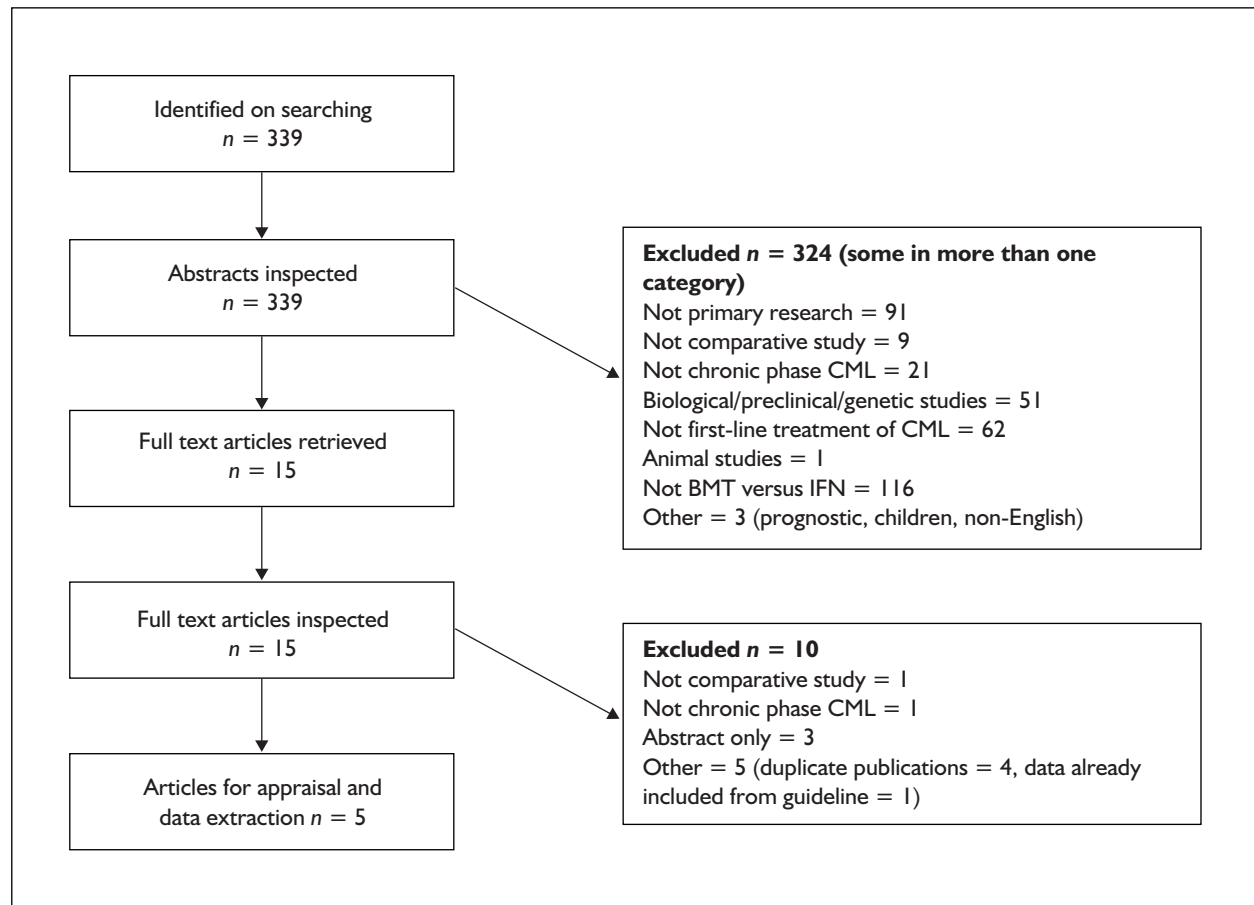 Identified on searching
n = 339
Abstracts inspected
n = 339
Excluded n = 324 (some in more than one
category)
Not primary research = 91
Not comparative study = 9
Not chronic phase CML = 21
Biological/preclinical/genetic studies = 51
Not first-line treatment of CML = 62
Animal studies = 1
Not BMT versus IFN = 116
Other = 3 (prognostic, children, non-English)
Full text articles retrieved
n = 15
Full text articles inspected
n = 15
Excluded n = 10
Not comparative study = 1
Not chronic phase CML = 1
Abstract only = 3
Other = 5 (duplicate publications = 4, data already
included from guideline = 1)
Articles for appraisal and
data extraction n = 5